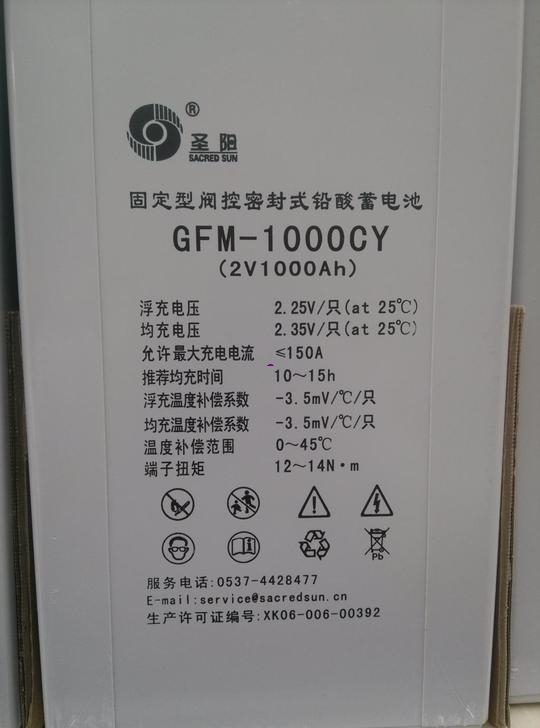 ®
圣阳
SACRED SUN
固定型阀控密封式铅酸蓄电池
GFM-1000CY
(2V1000Ah)
浮充电压 2.25V/只(at 25℃)
均充电压 2.35V/只(at 25℃)
允许最大充电电流 ≤150A
推荐均充时间 10～15h
浮充温度补偿系数 -3.5mV/℃/只
均充温度补偿系数 -3.5mV/℃/只
温度补偿范围 0～45℃
端子扭矩 12～14N·m
Pb
服务电话:0537-4428477
E-mail:service@sacredsun.cn
生产许可证编号:XK06-006-00392